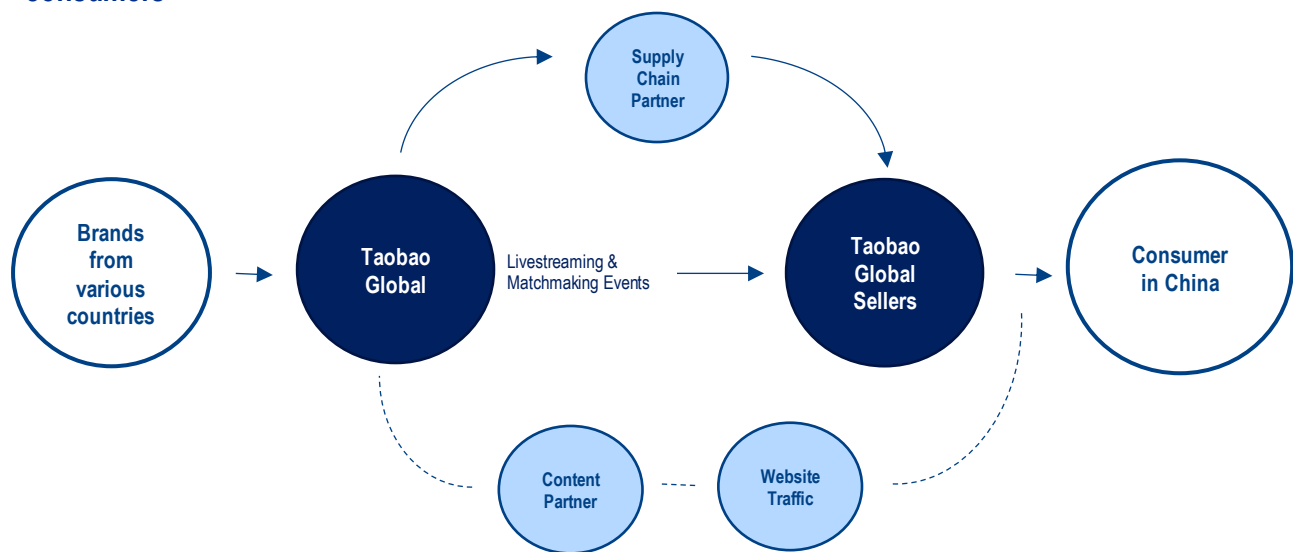 consumers
Supply
Chain
Partner
Brands
from
various
countries
Taobao
Global
Livestreaming &
Matchmaking Events
Taobao
Global
Sellers
Consumer
in China
Content
Partner
Website
Traffic